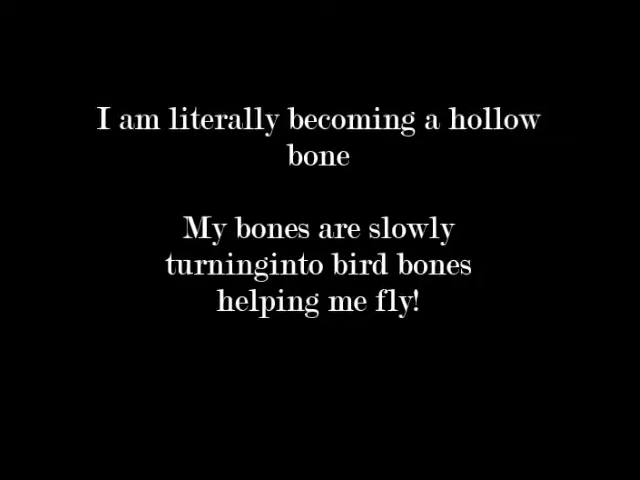 I am literally becoming a hollow
bone
My bones are slowly
turninginto bird bones
helping me fly!